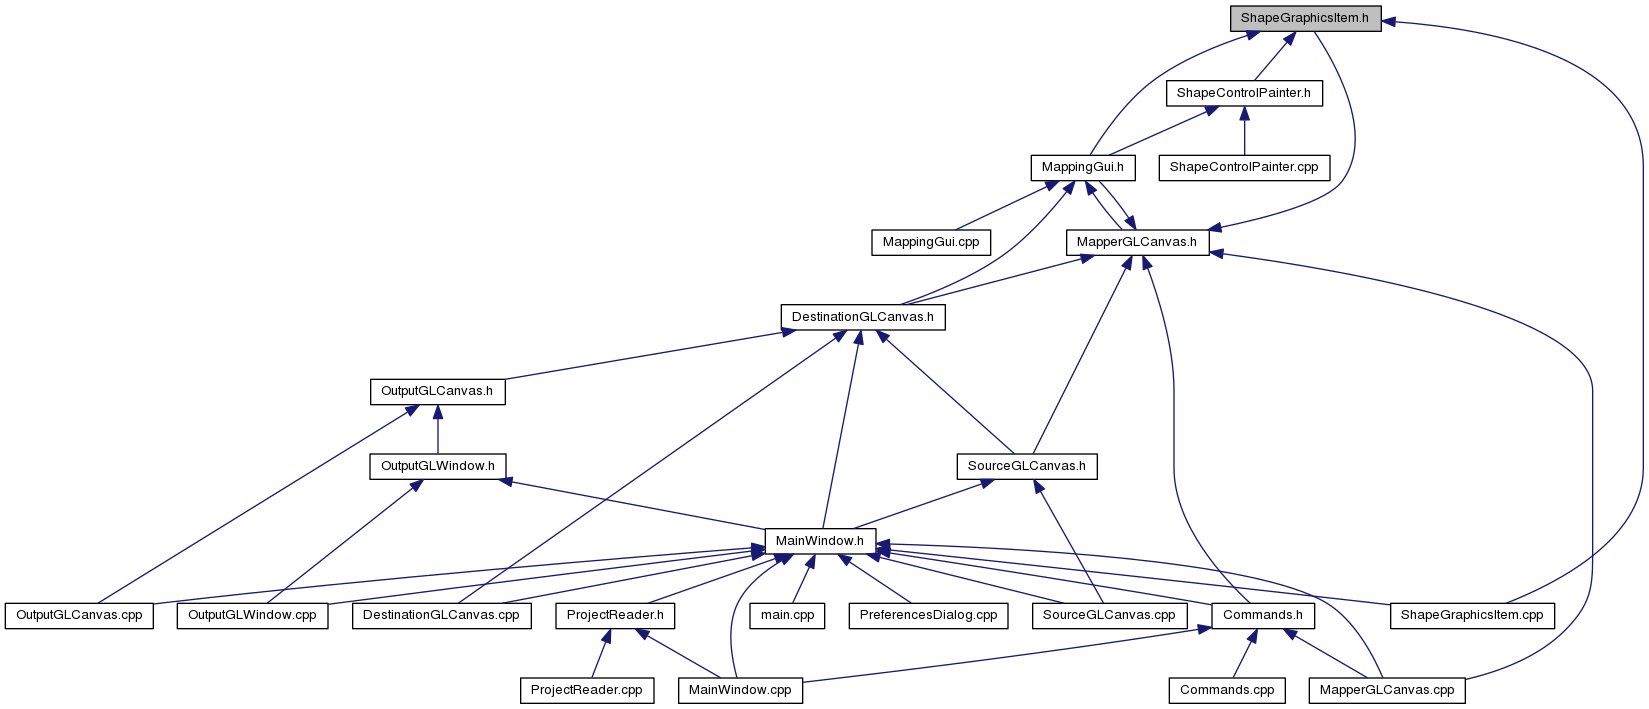 ShapeGraphicsItem.h
ShapeControlPainter.h
MappingGui.h
ShapeControlPainter.cpp
MappingGui.cpp
MapperGLCanvas.h
DestinationGLCanvas.h
OutputGLCanvas.h
OutputGLWindow.h
SourceGLCanvas.h
MainWindow.h
OutputGLCanvas.cpp
OutputGLWindow.cpp
DestinationGLCanvas.cpp
ProjectReader.h
main.cpp
PreferencesDialog.cpp
SourceGLCanvas.cpp
Commands.h
ShapeGraphicsItem.cpp
ProjectReader.cpp
MainWindow.cpp
Commands.cpp
MapperGLCanvas.cpp